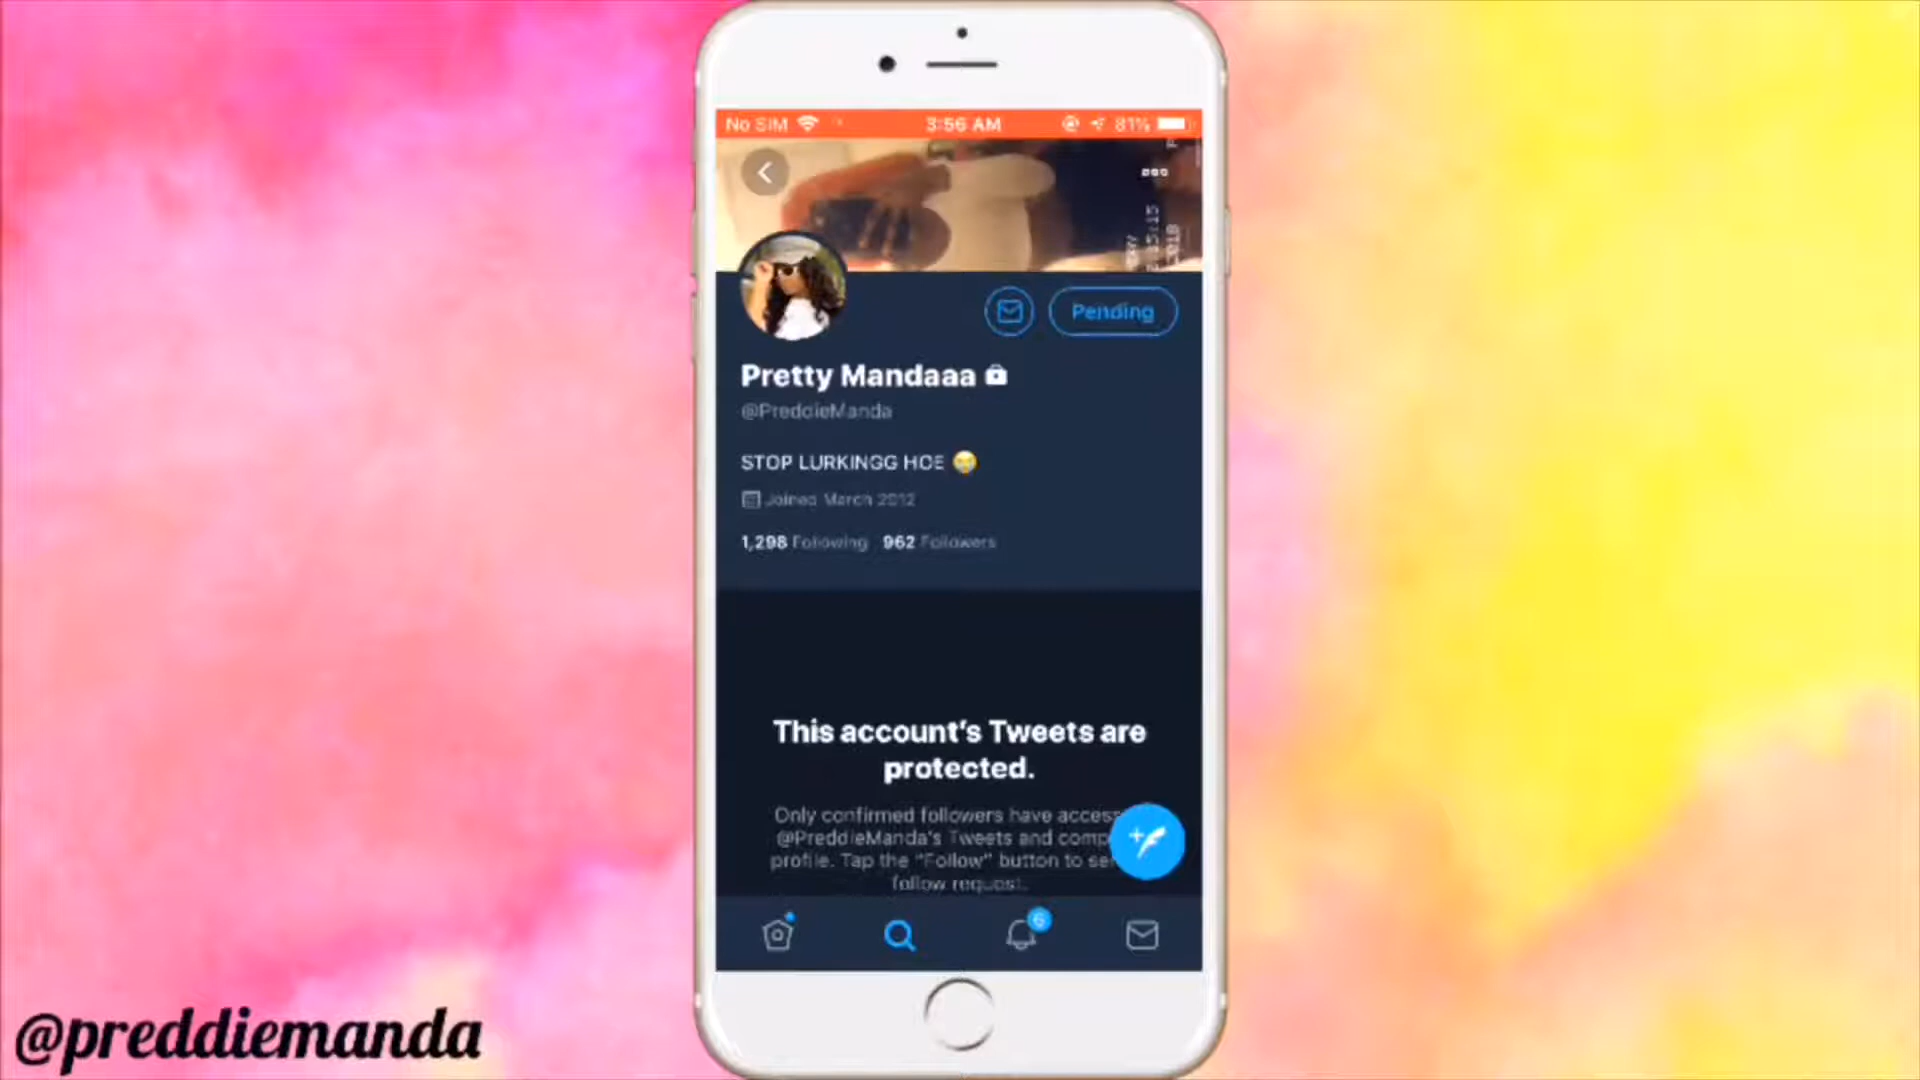 No SIM 3:56 AM 81%
2018
Pending
Pretty Mandaaa
@PreddieManda
STOP LURKINGG HOE 😂
Joined March 2012
1,298 Following 962 Followers
This account's Tweets are
protected.
Only confirmed followers have access
@PreddieManda's Tweets and comp
profile. Tap the "Follow" button to se
follow request.
6
@preddiemanda